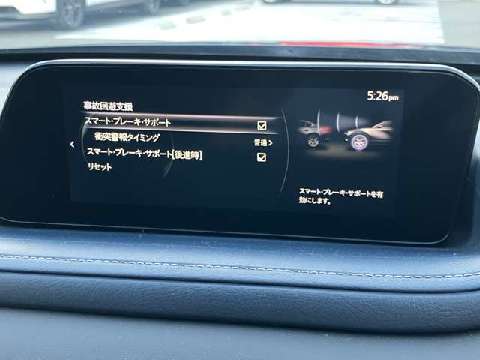 5:26pm
事故回避支援
スマート・ブレーキ・サポート
衝突警報タイミング 普通
スマート・ブレーキ・サポート[後進時]
リセット
スマート・ブレーキ・サポートを有
効にします。